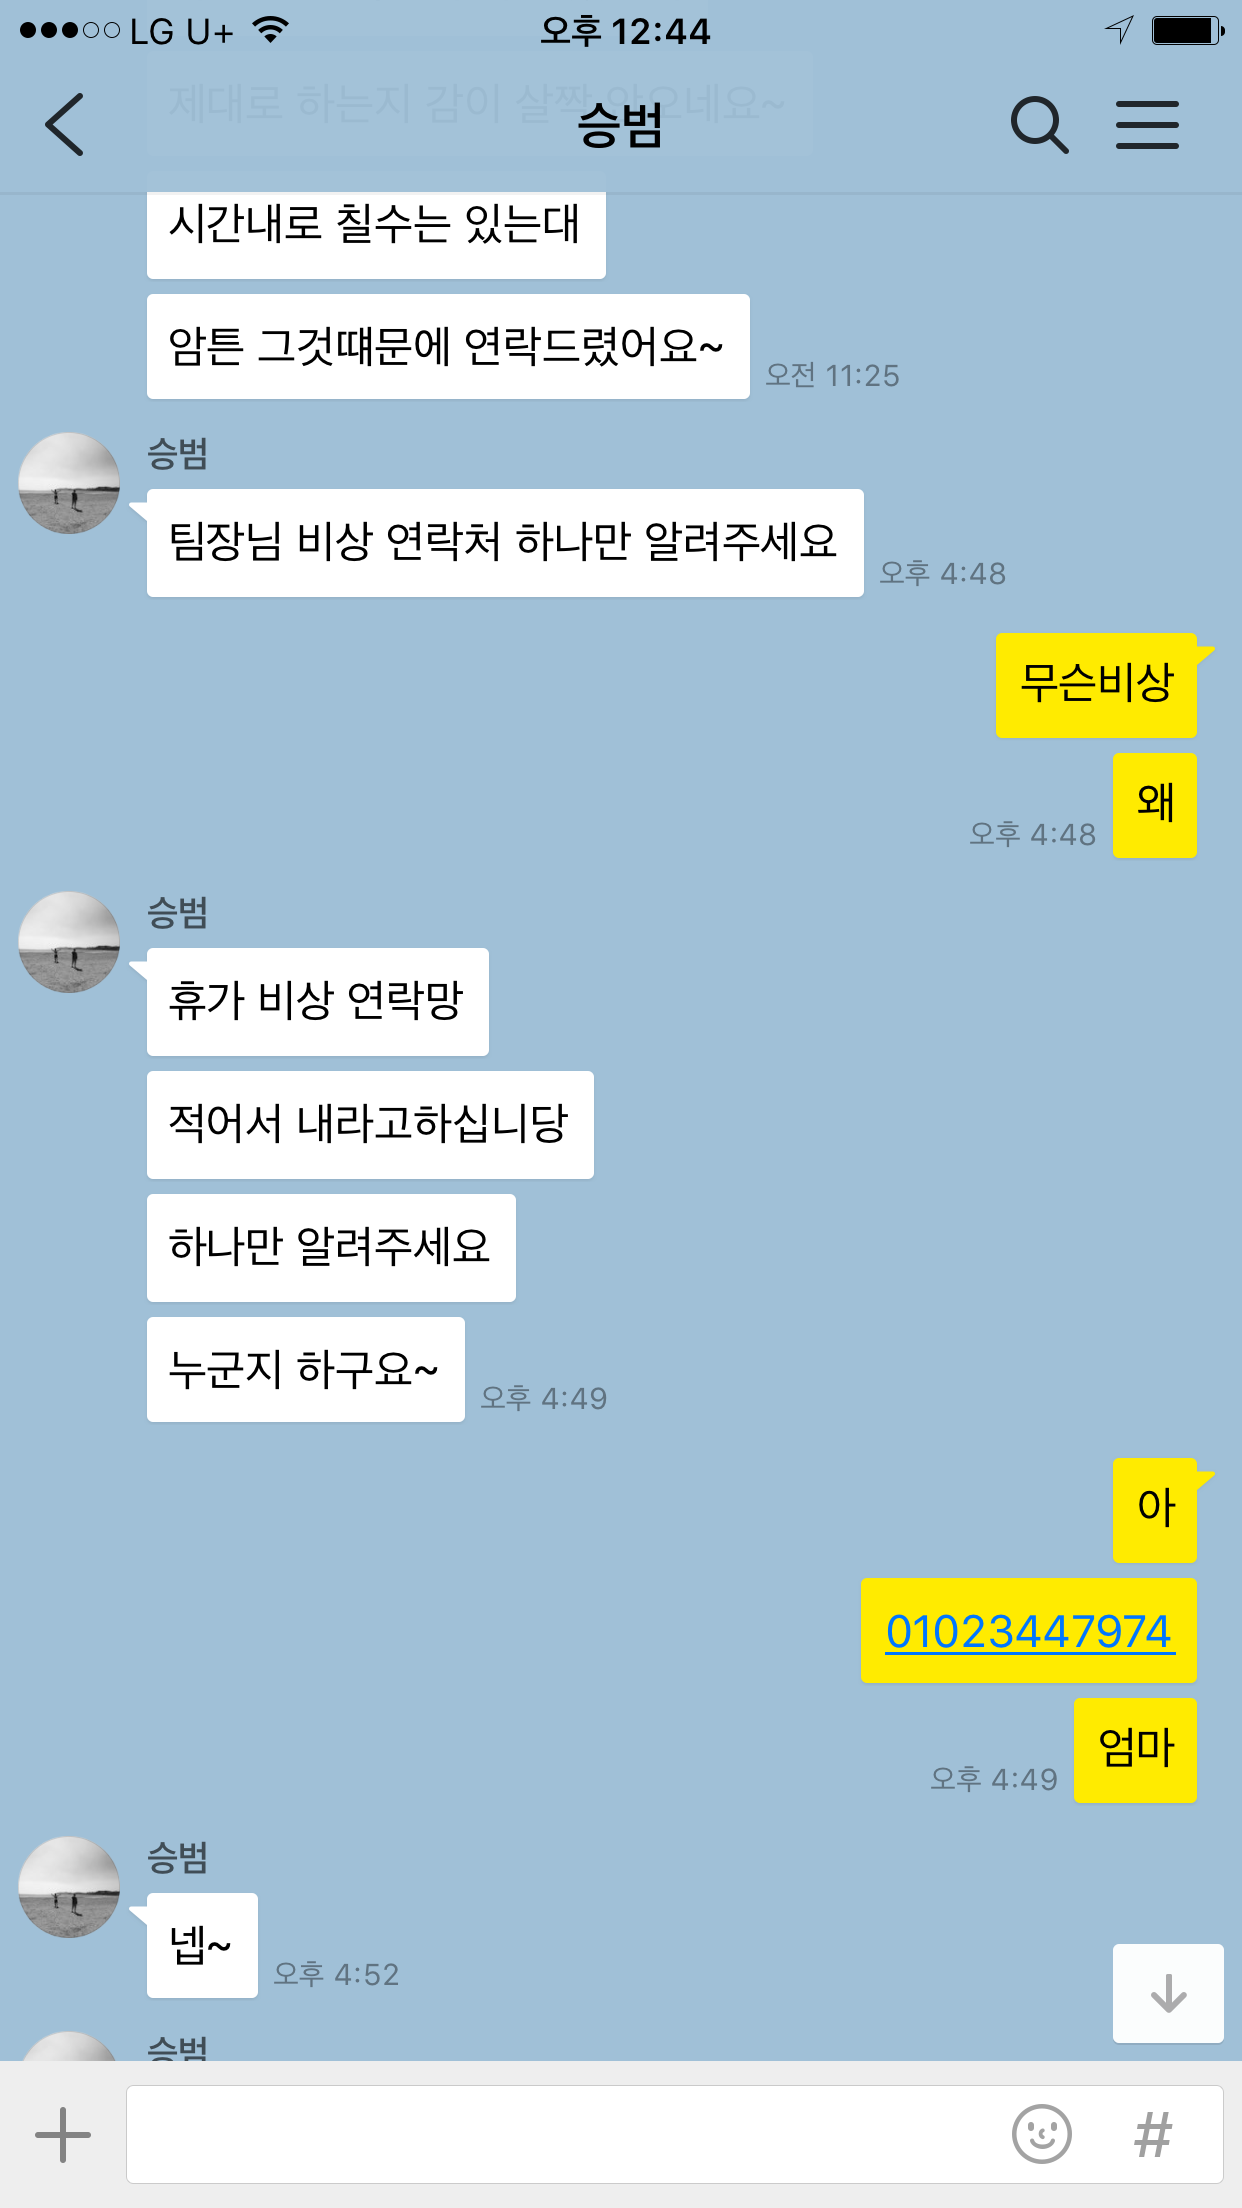 LG U+ 오후 12:44
제대로 하는지 감이 살짝 안오네요~
승범
시간내로 칠수는 있는대
암튼 그것떄문에 연락드렸어요~
오전 11:25
승범
팀장님 비상 연락처 하나만 알려주세요
오후 4:48
무슨비상
왜
오후 4:48
승범
휴가 비상 연락망
적어서 내라고하십니당
하나만 알려주세요
누군지 하구요~
오후 4:49
아
01023447974
엄마
오후 4:49
승범
넵~
오후 4:52
승범
#